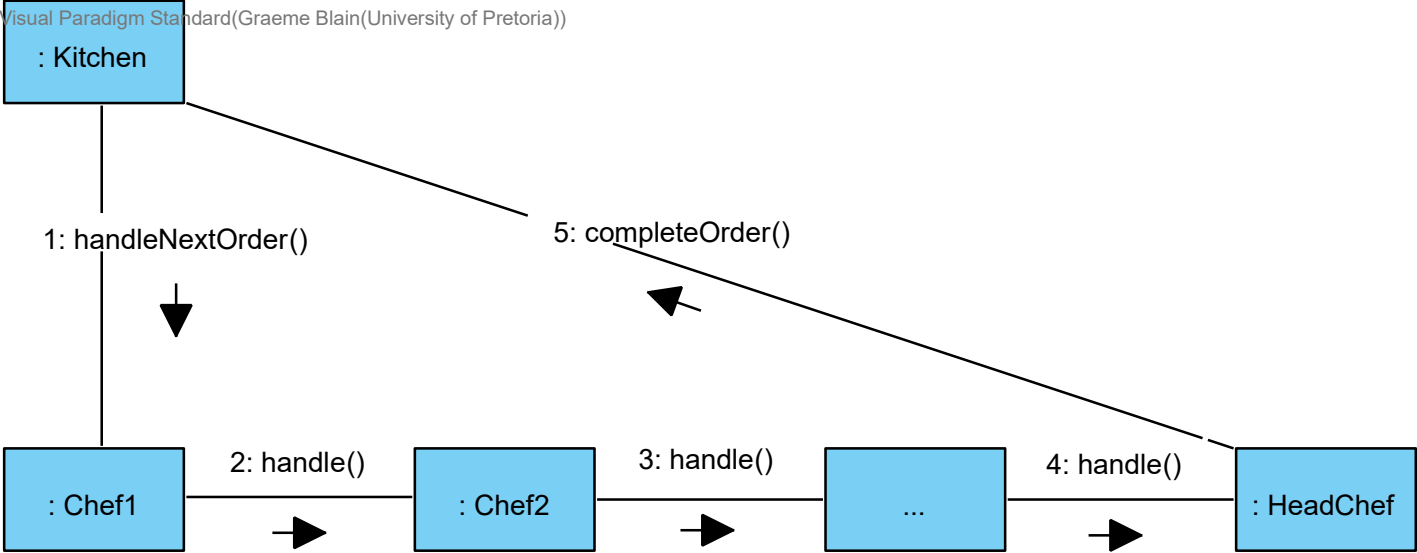 Visual Paradigm Standard(Graeme Blain(University of Pretoria))
: Kitchen
1: handleNextOrder()
5: completeOrder()
2: handle()
3: handle()
4: handle()
: Chef1
: Chef2
...
: HeadChef